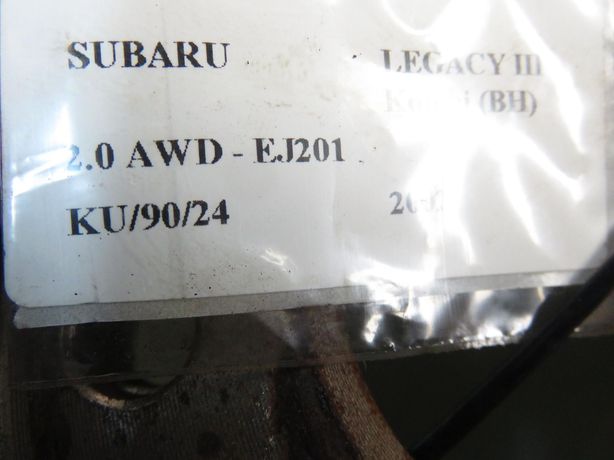 SUBARU LEGACY III
(BH)
2.0 AWD - EJ201
KU/90/24